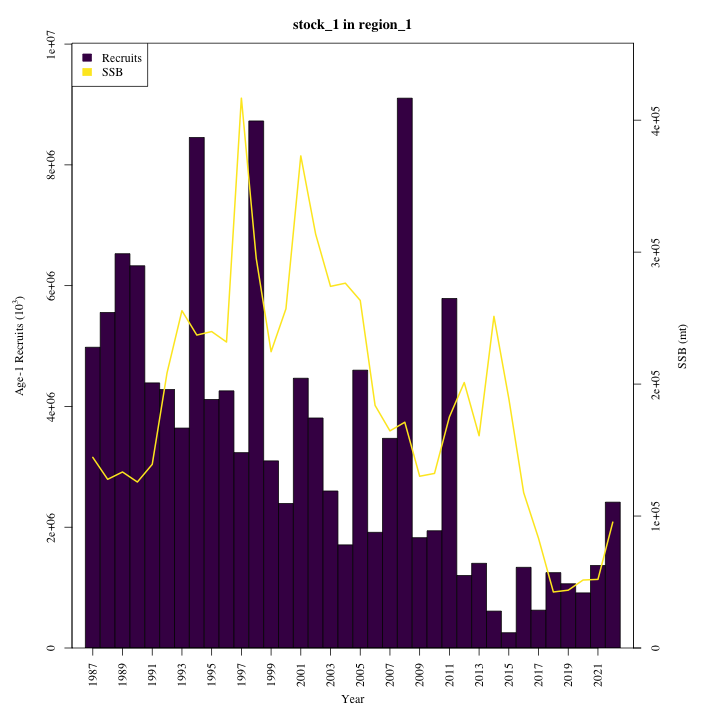 stock_1 in region_1
Recruits
SSB
Age-1 Recruits (10³)
0
2e+06
4e+06
6e+06
8e+06
1e+07
SSB (mt)
0
1e+05
2e+05
3e+05
4e+05
1987 1989 1991 1993 1995 1997 1999 2001 2003 2005 2007 2009 2011 2013 2015 2017 2019 2021
Year